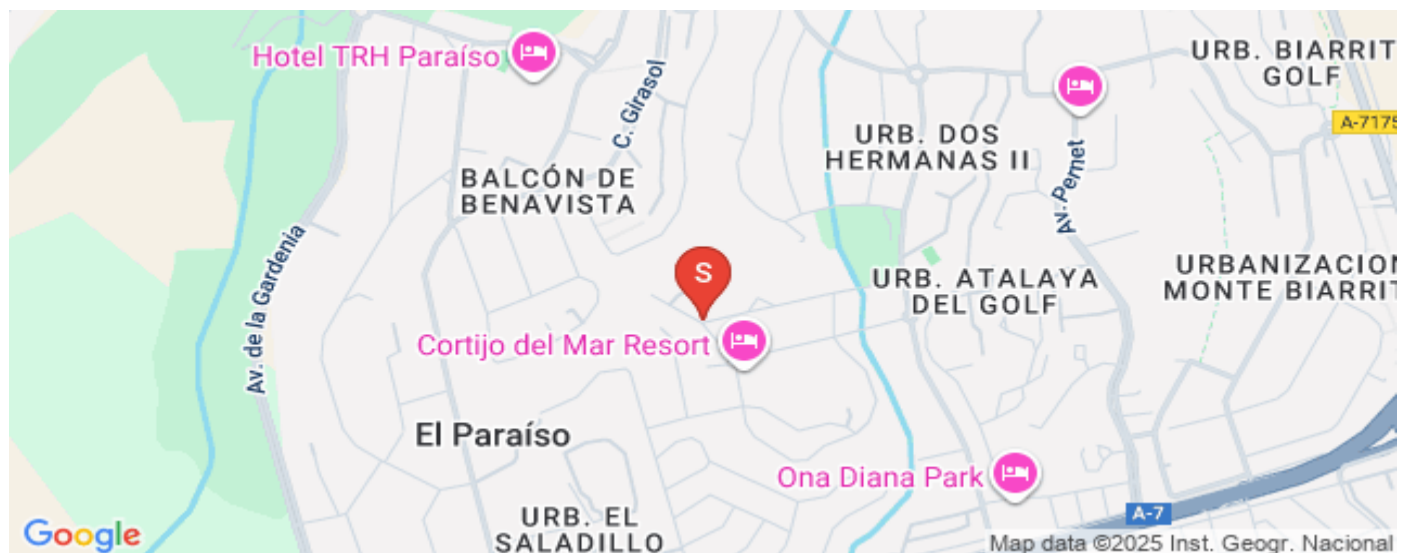 Hotel TRH Paraíso
C. Girasol
URB. BIARRIT
GOLF
A-7175
URB. DOS
HERMANAS II
BALCÓN DE
BENAVISTA
Av. Pernet
Av. de la Gardenia
S
URB. ATALAYA
DEL GOLF
URBANIZACION
MONTE BIARRIT
Cortijo del Mar Resort
El Paraíso
Ona Diana Park
URB. EL
SALADILLO
A-7
Google
Map data ©2025 Inst. Geogr. Nacional